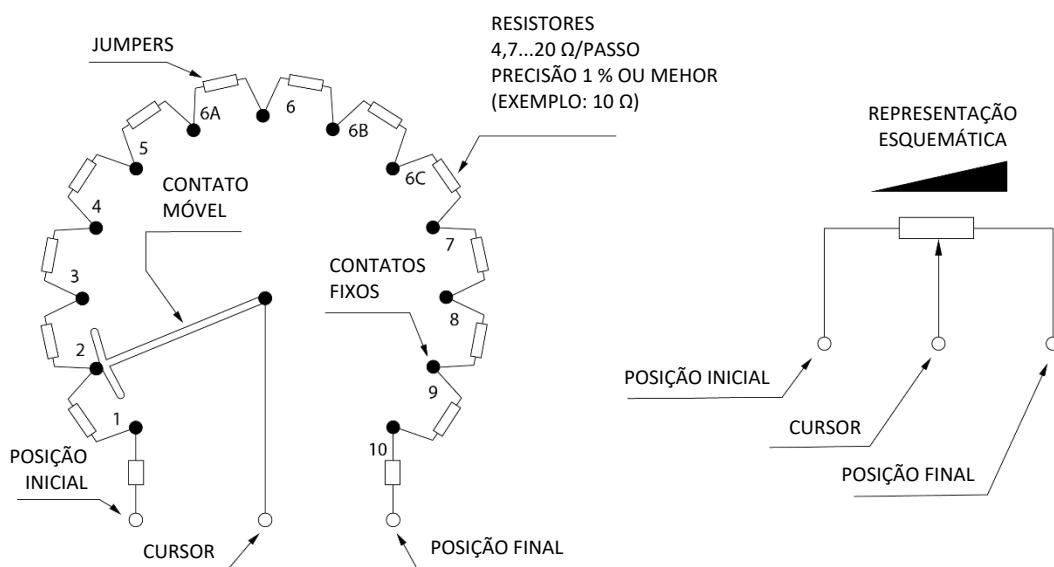 JUMPERS
RESISTORES
4,7...20 Ω/PASSO
PRECISÃO 1 % OU MEHOR
(EXEMPLO: 10 Ω)
6A
6
6B
5
6C
4
CONTATO
MÓVEL
7
3
CONTATOS
FIXOS
8
2
9
1
10
POSIÇÃO
INICIAL
CURSOR
POSIÇÃO FINAL
REPRESENTAÇÃO
ESQUEMÁTICA
POSIÇÃO INICIAL
CURSOR
POSIÇÃO FINAL